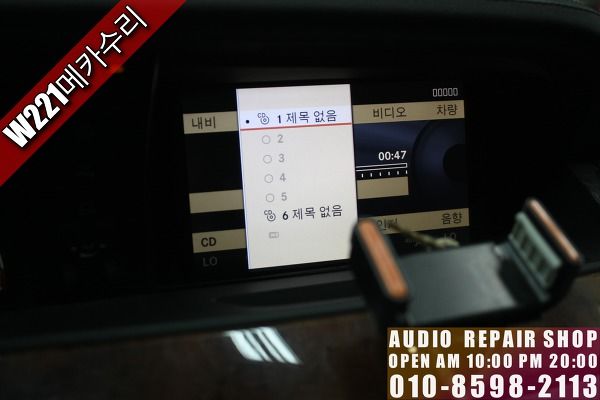 W221메카수리
내비
비디오
차량
1 제목 없음
2
3
4
5
6 제목 없음
00:47
음향
CD
LO
LO
AUDIO REPAIR SHOP
OPEN AM 10:00 PM 20:00
010-8598-2113